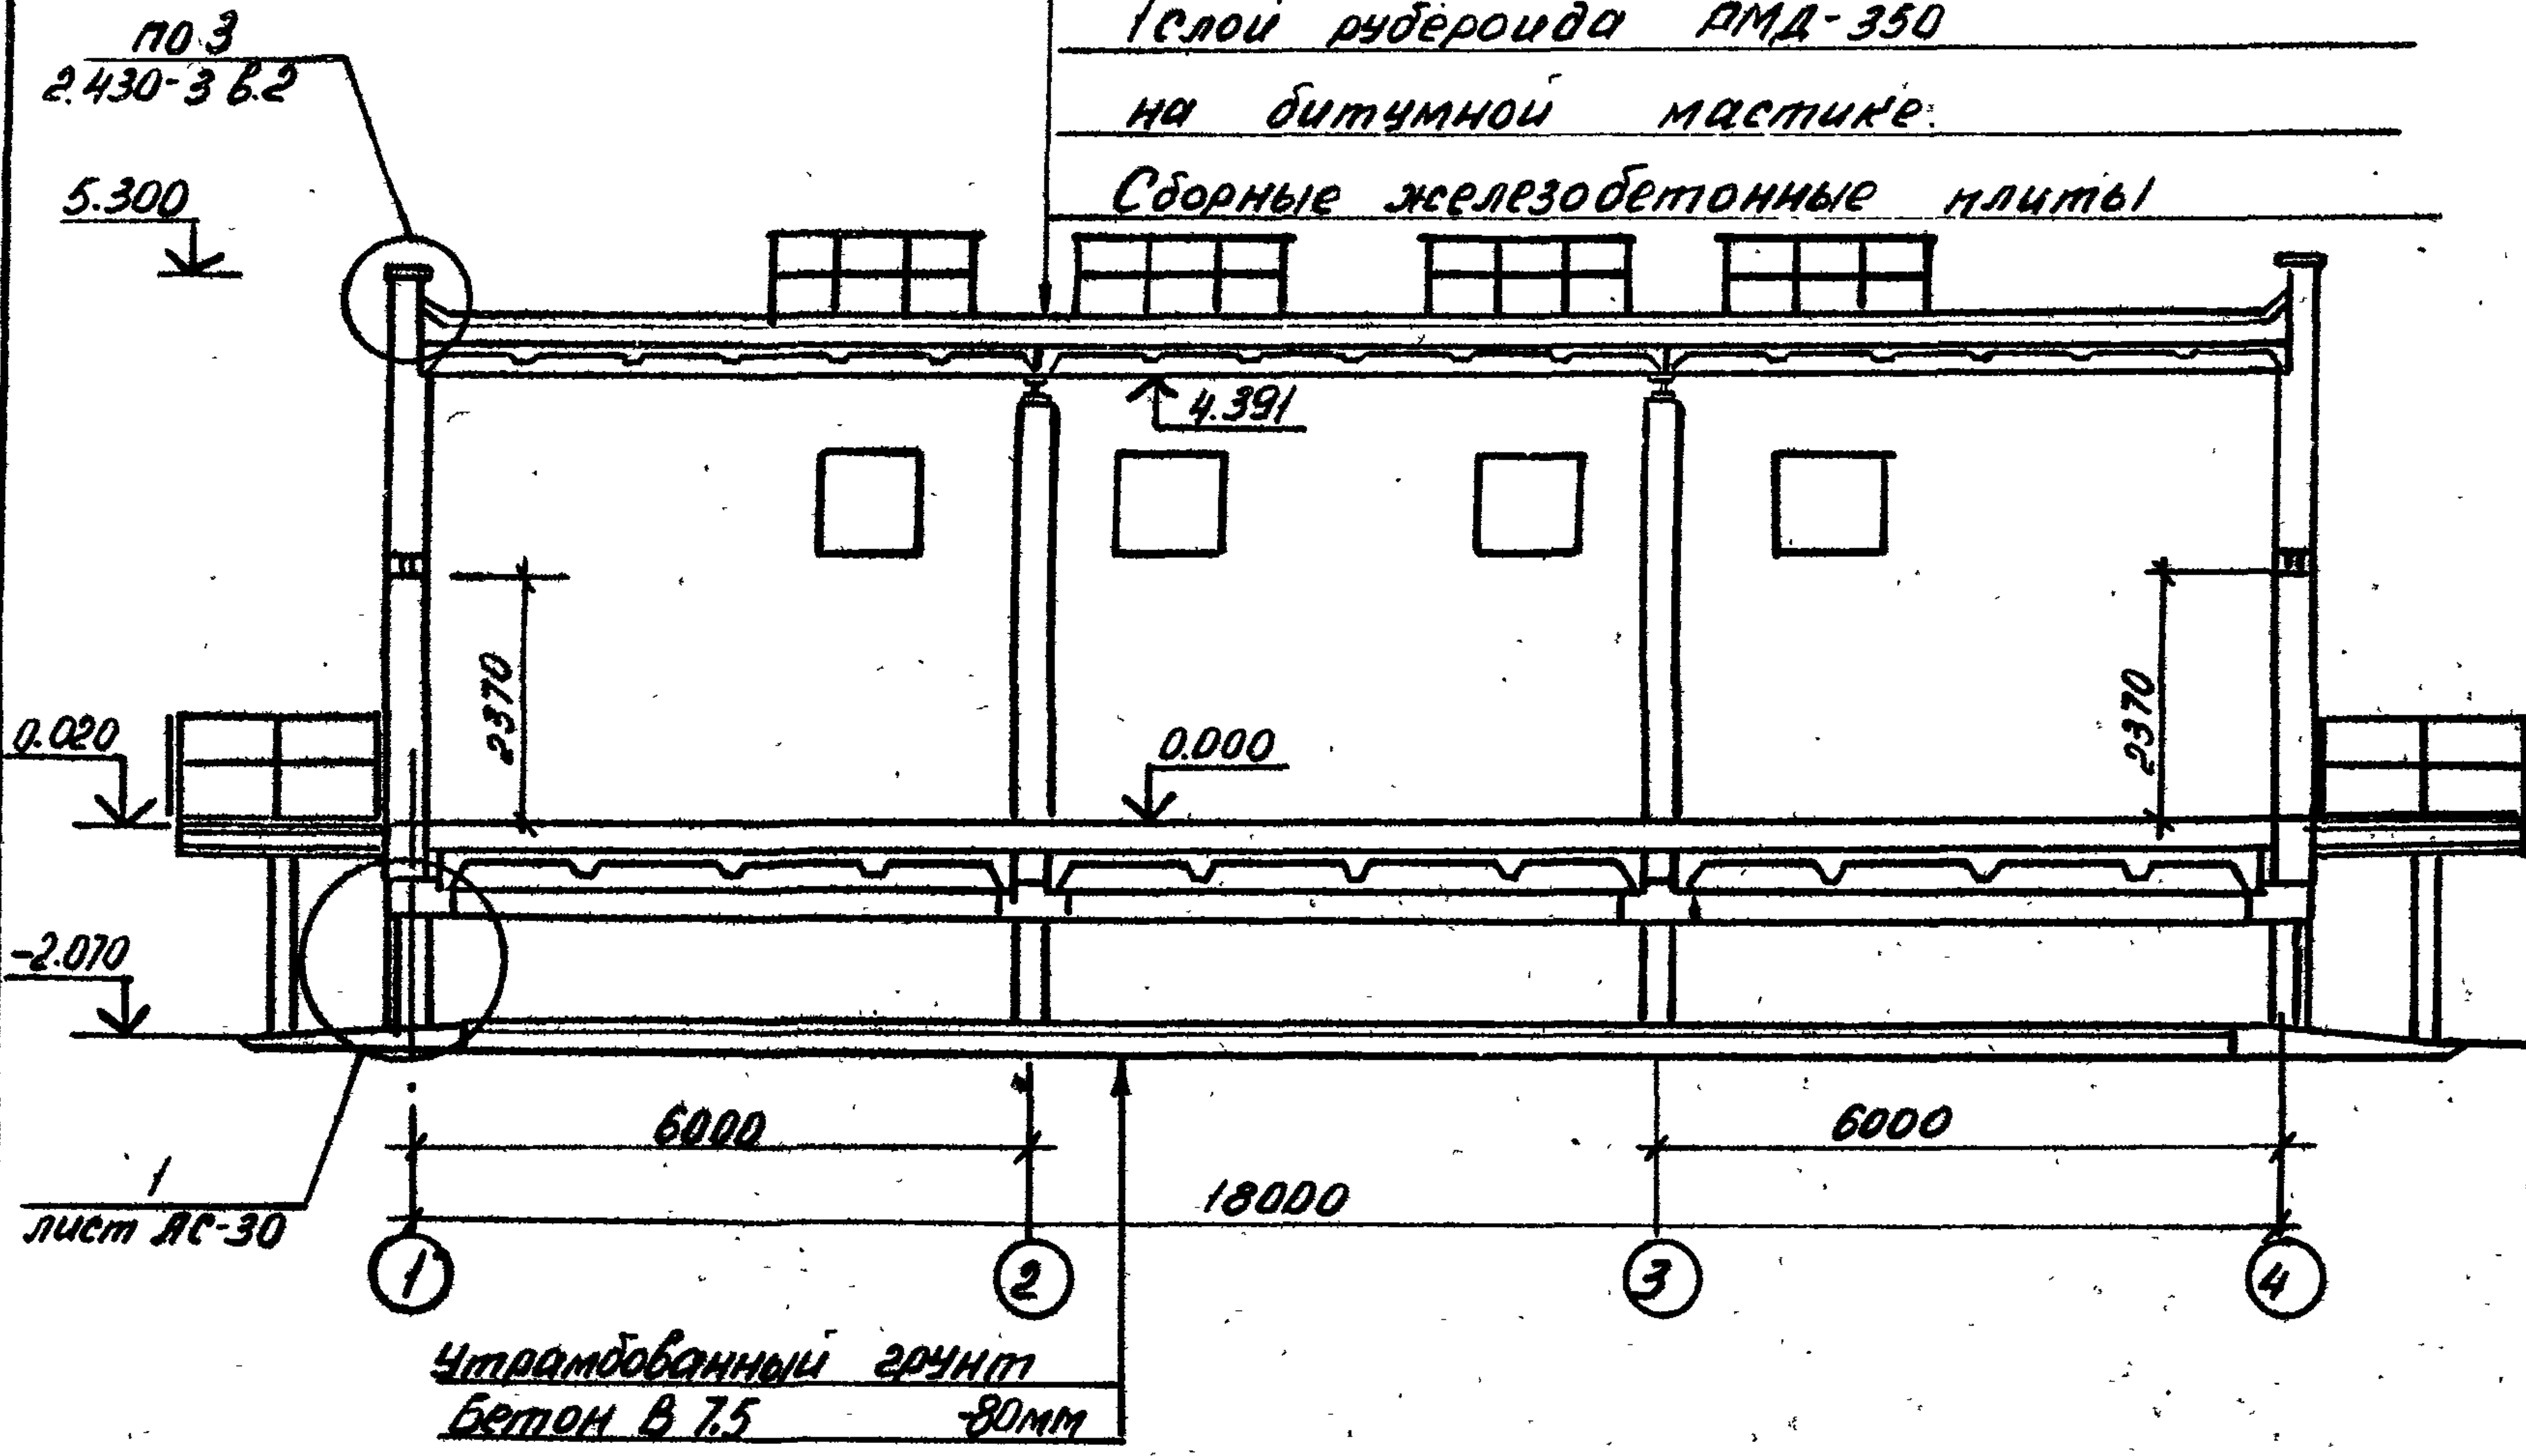 по 3
2.430-3 в.2
1 слой рубероида РМД-350
на битумной мастике.
Сборные железобетонные плиты
5.300
4.391
2370
2370
0.020
0.000
-2.070
6000
6000
18000
1
лист АС-30
1
2
3
4
утрамбованный грунт
Бетон В 7.5 -80мм